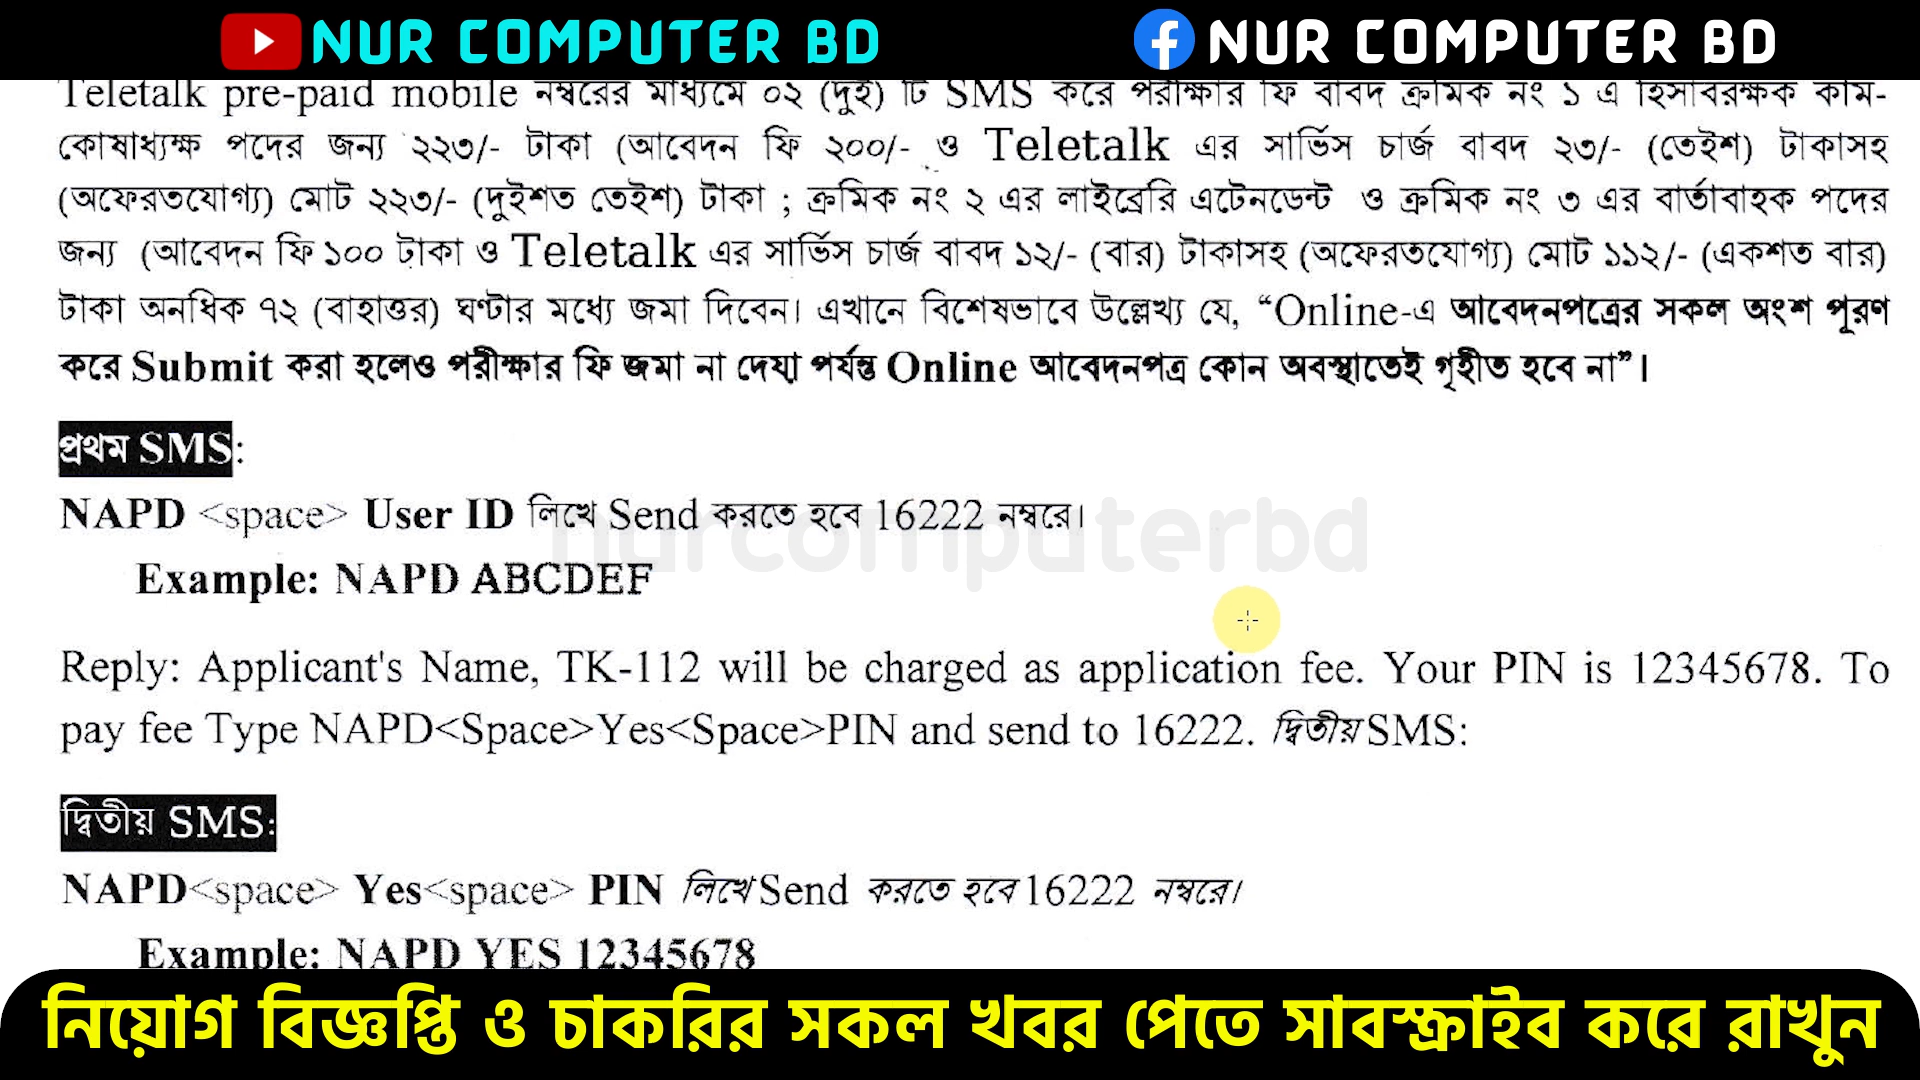 NUR COMPUTER BD NUR COMPUTER BD
Teletalk pre-paid mobile নম্বরের মাধ্যমে ০২ (দুই) টি SMS করে পরীক্ষার ফি বাবদ ক্রমিক নং ১ এ হিসাবরক্ষক কাম-
কোষাধ্যক্ষ পদের জন্য ২২৩/- টাকা (আবেদন ফি ২০০/- ও Teletalk এর সার্ভিস চার্জ বাবদ ২৩/- (তেইশ) টাকাসহ
(অফেরতযোগ্য) মোট ২২৩/- (দুইশত তেইশ) টাকা ; ক্রমিক নং ২ এর লাইব্রেরি এটেনডেন্ট ও ক্রমিক নং ৩ এর বার্তাবাহক পদের
জন্য (আবেদন ফি ১০০ টাকা ও Teletalk এর সার্ভিস চার্জ বাবদ ১২/- (বার) টাকাসহ (অফেরতযোগ্য) মোট ১১২/- (একশত বার)
টাকা অনধিক ৭২ (বাহাত্তর) ঘণ্টার মধ্যে জমা দিবেন। এখানে বিশেষভাবে উল্লেখ্য যে, “Online-এ আবেদনপত্রের সকল অংশ পূরণ
করে Submit করা হলেও পরীক্ষার ফি জমা না দেয়া পর্যন্ত Online আবেদনপত্র কোন অবস্থাতেই গৃহীত হবে না”।
প্রথম SMS:
NAPD <space> User ID লিখে Send করতে হবে 16222 নম্বরে।
nurcomputerbd
Example: NAPD ABCDEF
Reply: Applicant's Name, TK-112 will be charged as application fee. Your PIN is 12345678. To
pay fee Type NAPD<Space>Yes<Space>PIN and send to 16222. দ্বিতীয় SMS:
দ্বিতীয় SMS:
NAPD<space> Yes<space> PIN লিখে Send করতে হবে 16222 নম্বরে।
Example: NAPD YES 12345678
নিয়োগ বিজ্ঞপ্তি ও চাকরির সকল খবর পেতে সাবস্ক্রাইব করে রাখুন